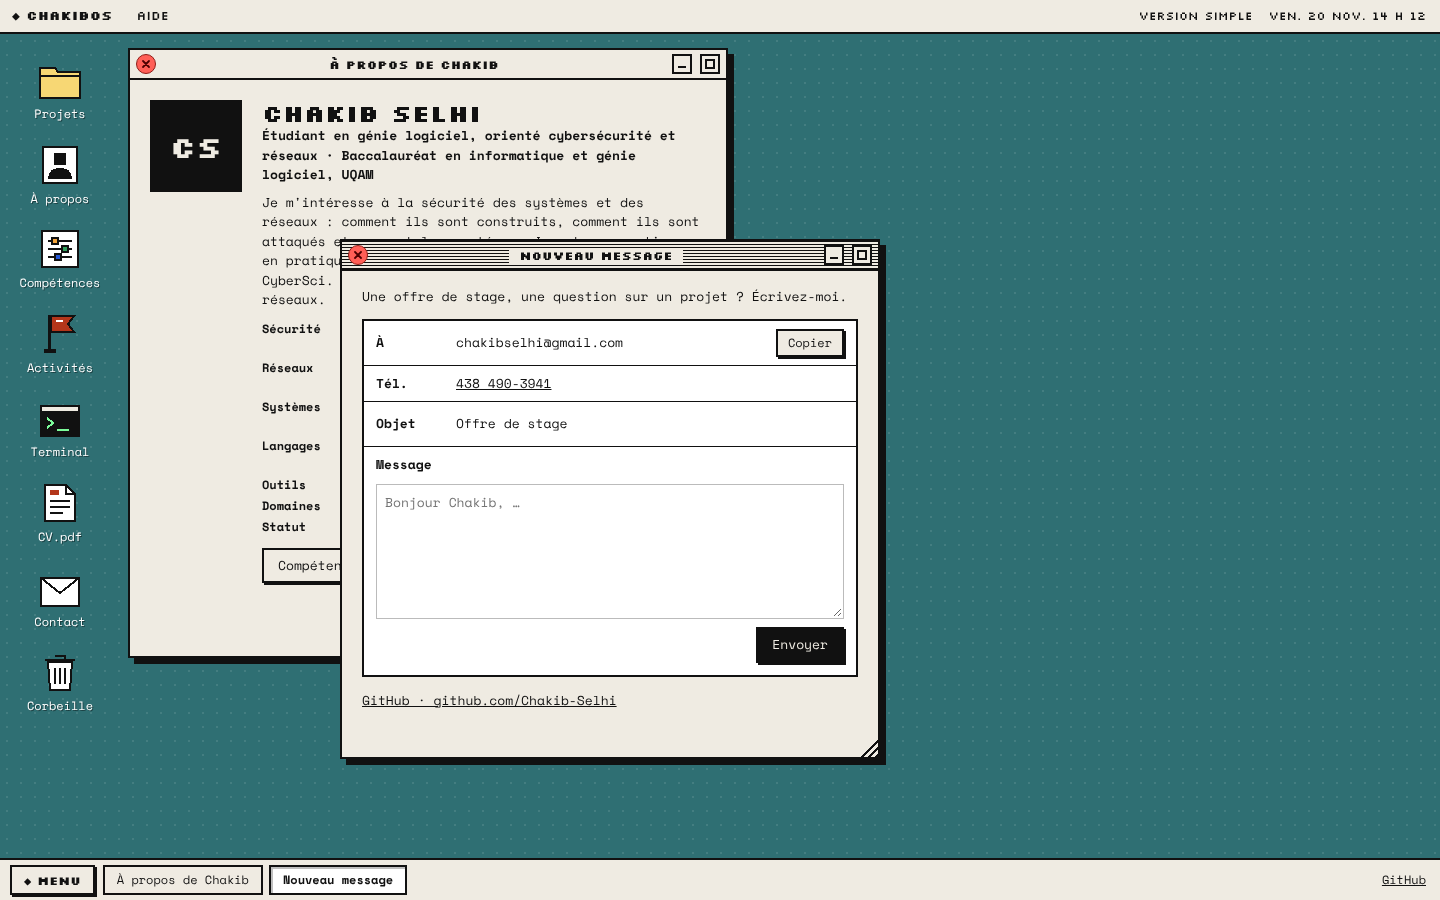 ◆ CHAKIBOS AIDE VERSION SIMPLE VEN. 20 NOV. 14 H 12
Projets
À propos
Compétences
Activités
>_
Terminal
CV.pdf
Contact
Corbeille
À PROPOS DE CHAKIB
CS
CHAKIB SELHI
Étudiant en génie logiciel, orienté cybersécurité et
réseaux · Baccalauréat en informatique et génie
logiciel, UQAM
Je m'intéresse à la sécurité des systèmes et des
réseaux : comment ils sont construits, comment ils sont
attaqués
en pratiq
CyberSci.
réseaux.
Sécurité
Réseaux
Systèmes
Langages
Outils
Domaines
Statut
Compéten
NOUVEAU MESSAGE
Une offre de stage, une question sur un projet ? Écrivez-moi.
À chakibselhi@gmail.com Copier
Tél. 438 490-3941
Objet Offre de stage
Message
Bonjour Chakib, …
Envoyer
GitHub · github.com/Chakib-Selhi
◆ MENU À propos de Chakib Nouveau message GitHub